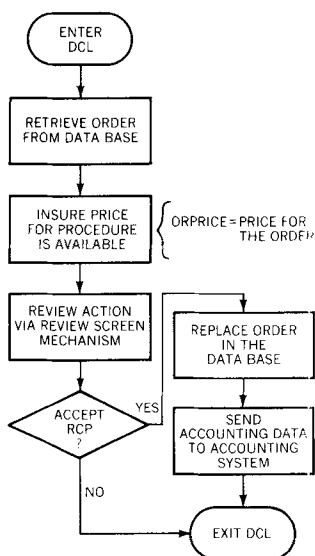 ENTER
DCL
RETRIEVE ORDER
FROM DATA BASE
INSURE PRICE
FOR PROCEDURE
IS AVAILABLE
ORPRICE = PRICE FOR
THE ORDER
REVIEW ACTION
VIA REVIEW SCREEN
MECHANISM
ACCEPT
RCP
?
YES
NO
REPLACE ORDER
IN THE
DATA BASE
SEND
ACCOUNTING DATA
TO ACCOUNTING
SYSTEM
EXIT DCL